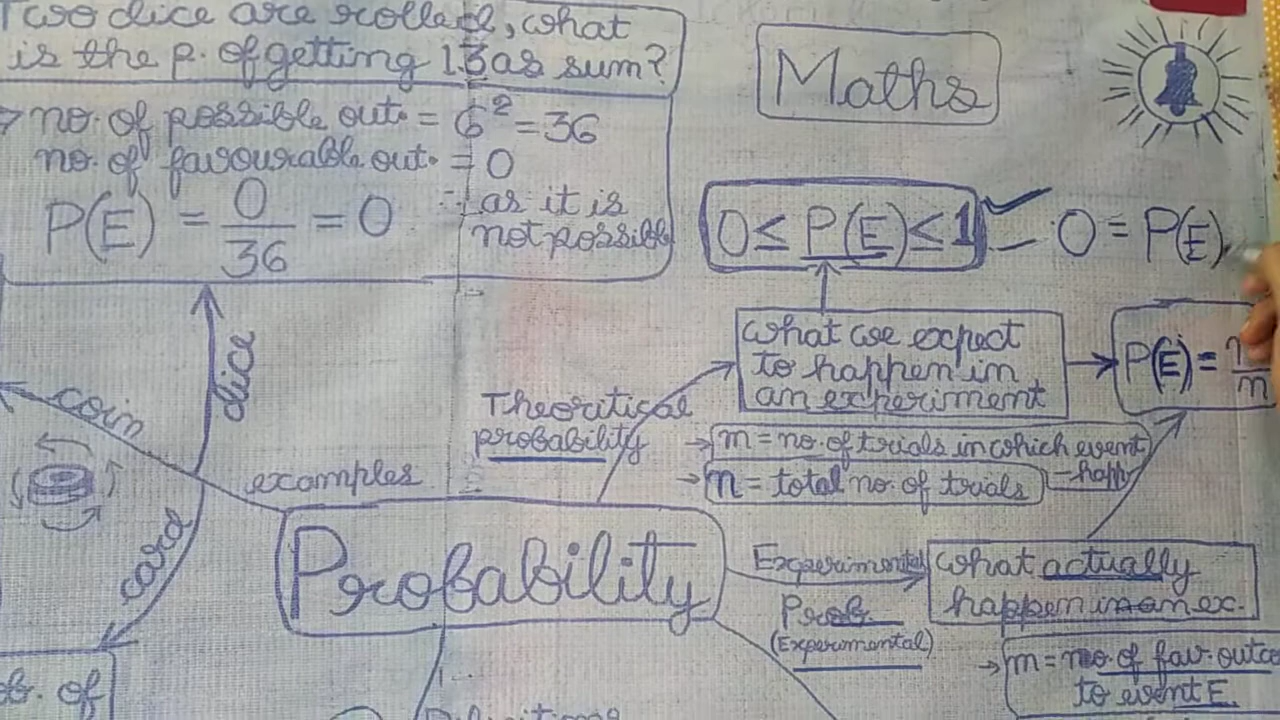 Two dice are rolled, what
is the p. of getting 13 as sum?
no. of possible out. = 6² = 36
no. of favourable out. = 0
P(E) = 0/36 = 0
∵ as it is
not possible
Maths
0 ≤ P(E) ≤ 1
0 = P(E)
what we expect
to happen in
an experiment
P(E) =
Theoritical
probability
m = no. of trials in which event
happ
n = total no. of trials
dice
coin
examples
card
Probability
Experimental
Prob.
(Experimental)
what actually
happen in an ex.
m = no. of fav. outco
to event E.
of